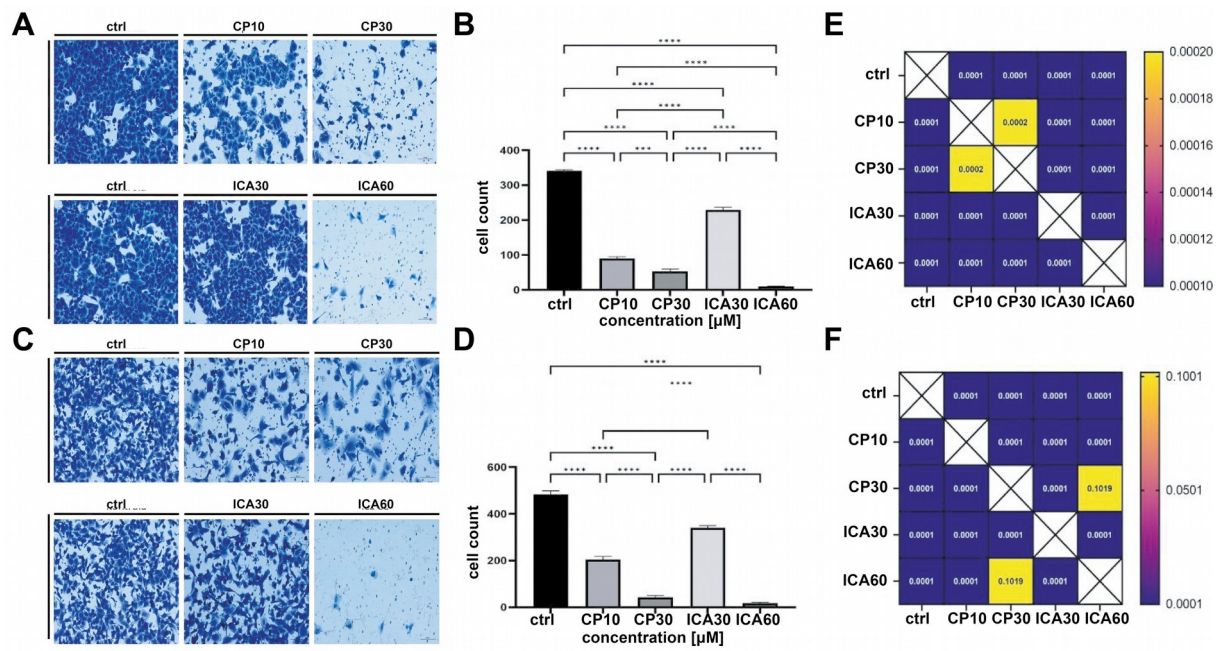 A
ctrl
CP10
CP30
ctrl
ICA30
ICA60
B
****
****
****
****
**** ****
**** *** **** ****
400
300
200
100
0
cell count
ctrl CP10 CP30 ICA30 ICA60
concentration [µM]
E
ctrl 0.0001 0.0001 0.0001 0.0001
CP10 0.0001 0.0002 0.0001 0.0001
CP30 0.0001 0.0002 0.0001 0.0001
ICA30 0.0001 0.0001 0.0001 0.0001
ICA60 0.0001 0.0001 0.0001 0.0001
ctrl CP10 CP30 ICA30 ICA60
0.00020
0.00018
0.00016
0.00014
0.00012
0.00010
C
ctrl
CP10
CP30
ctrl
ICA30
ICA60
D
****
****
****
**** **** **** ****
600
400
200
0
cell count
ctrl CP10 CP30 ICA30 ICA60
concentration [µM]
F
ctrl 0.0001 0.0001 0.0001 0.0001
CP10 0.0001 0.0001 0.0001 0.0001
CP30 0.0001 0.0001 0.0001 0.1019
ICA30 0.0001 0.0001 0.0001 0.0001
ICA60 0.0001 0.0001 0.1019 0.0001
ctrl CP10 CP30 ICA30 ICA60
0.1001
0.0501
0.0001